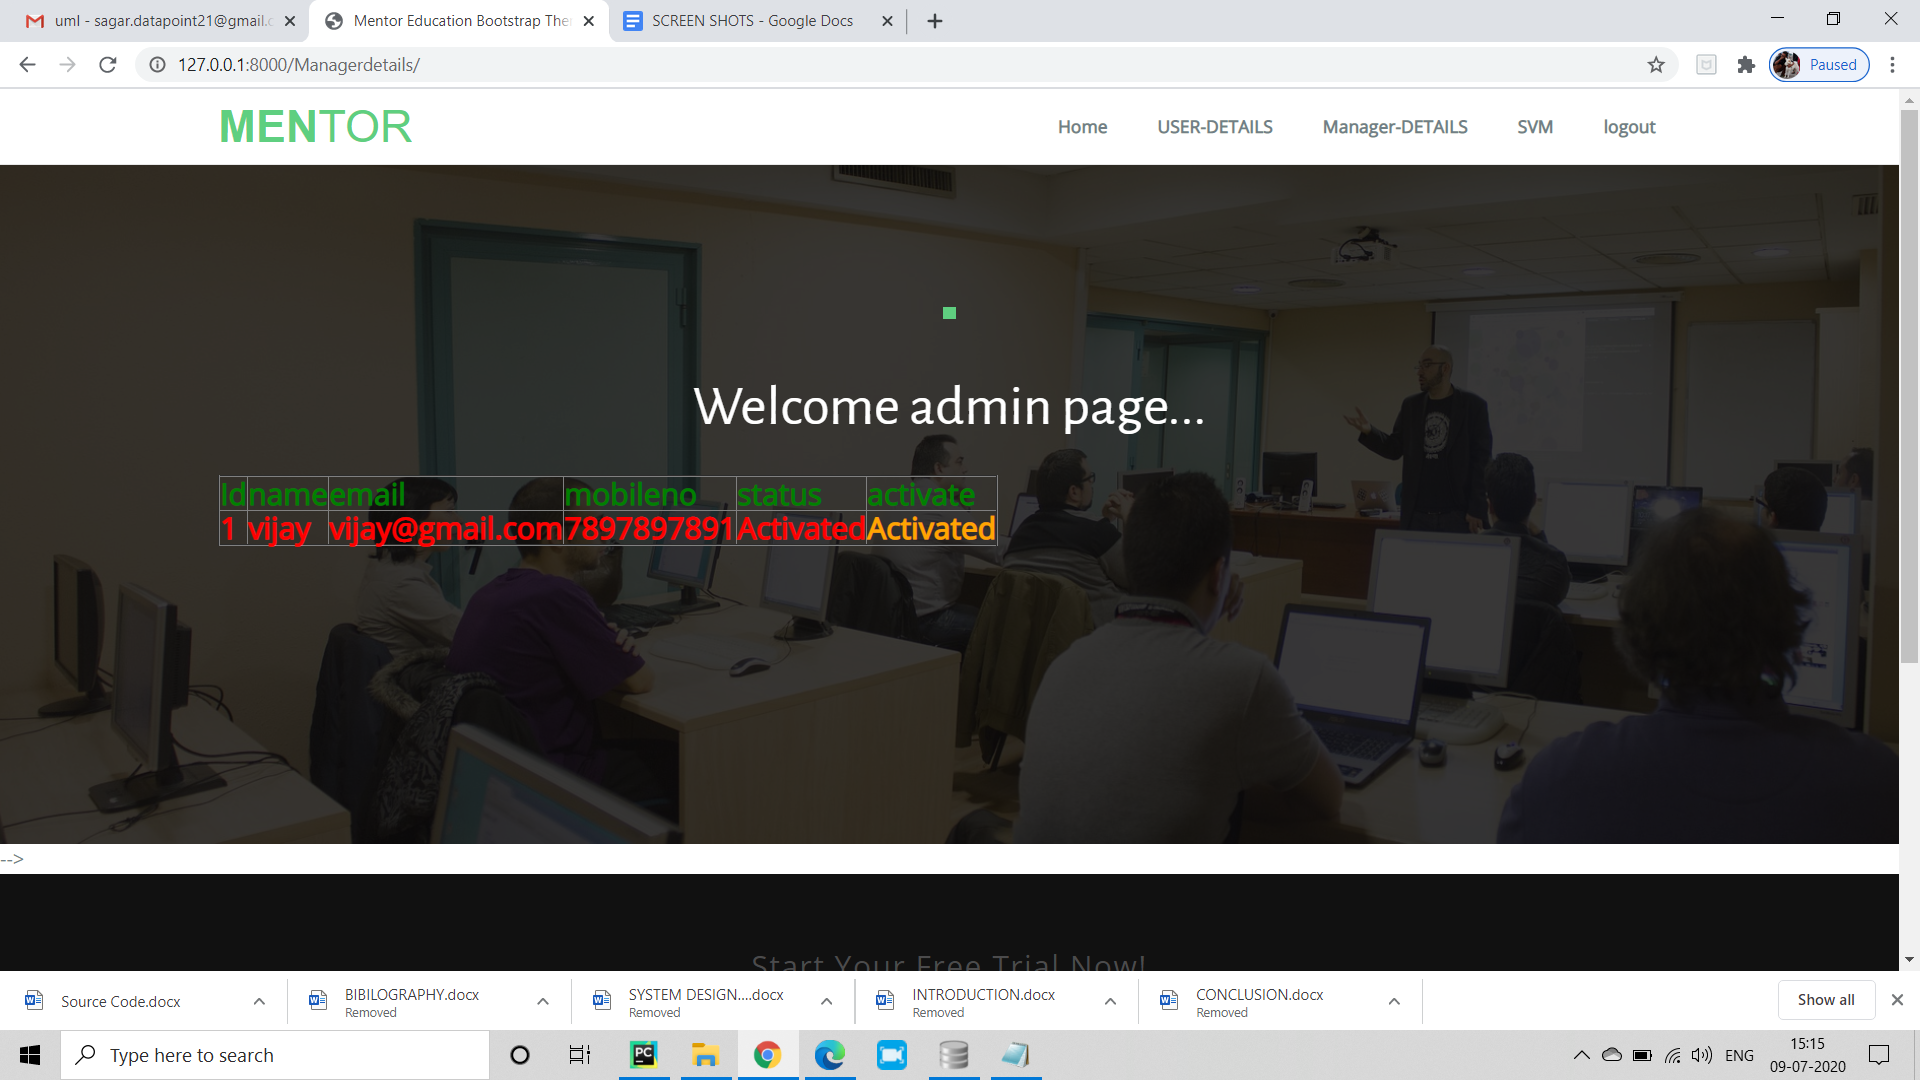 uml - sagar.datapoint21@gmail.c
Mentor Education Bootstrap The
SCREEN SHOTS - Google Docs
127.0.0.1:8000/Managerdetails/
Paused
MENTOR
Home USER-DETAILS Manager-DETAILS SVM logout
Welcome admin page...
Id name email mobileno status activate
1 vijay vijay@gmail.com 7897897891 Activated Activated
-->
Start Your Free Trial Now!
Source Code.docx
BIBILOGRAPHY.docx
Removed
SYSTEM DESIGN....docx
Removed
INTRODUCTION.docx
Removed
CONCLUSION.docx
Removed
Show all
Type here to search
PC
ENG
15:15
09-07-2020